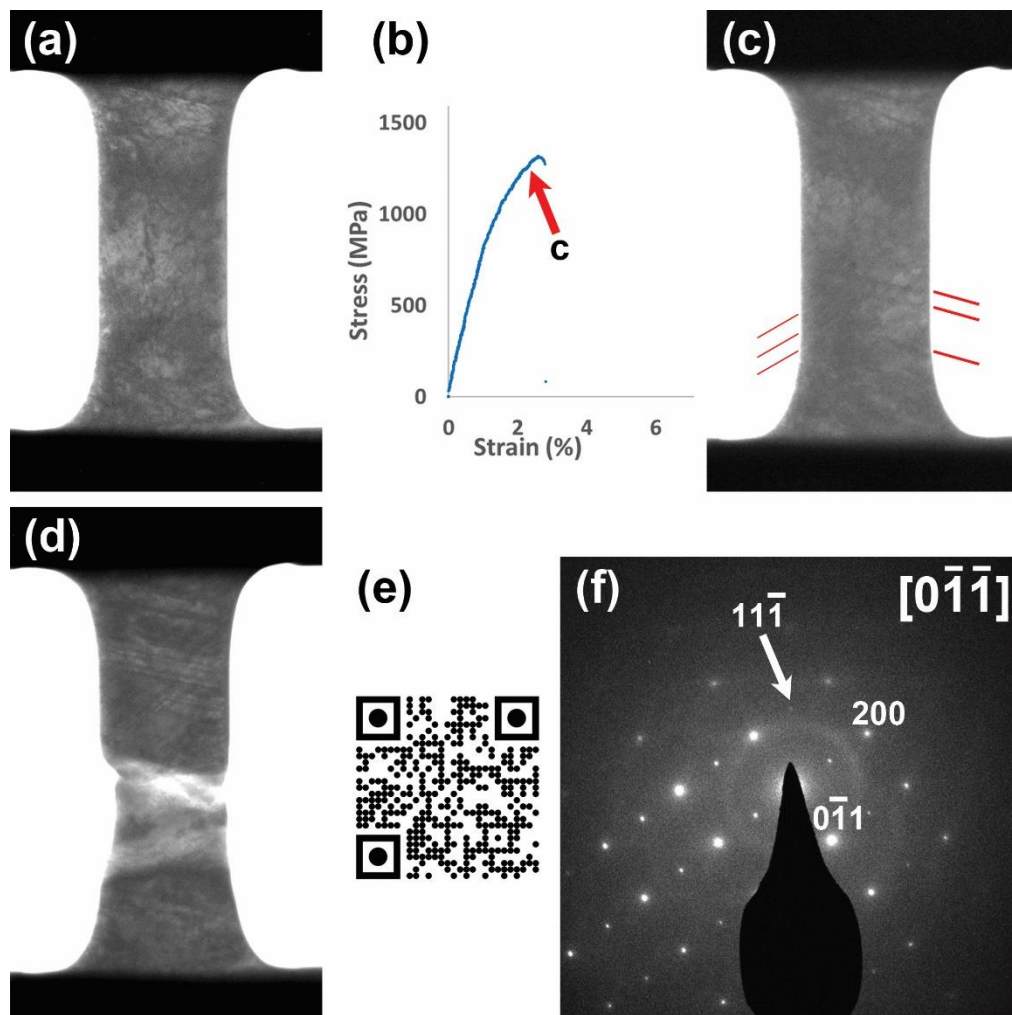 (a)
(b)
1500
1000
500
0
0 2 4 6
Stress (MPa)
Strain (%)
c
(c)
(d)
(e)
(f)
[01̄1̄]
111̄
200
01̄1